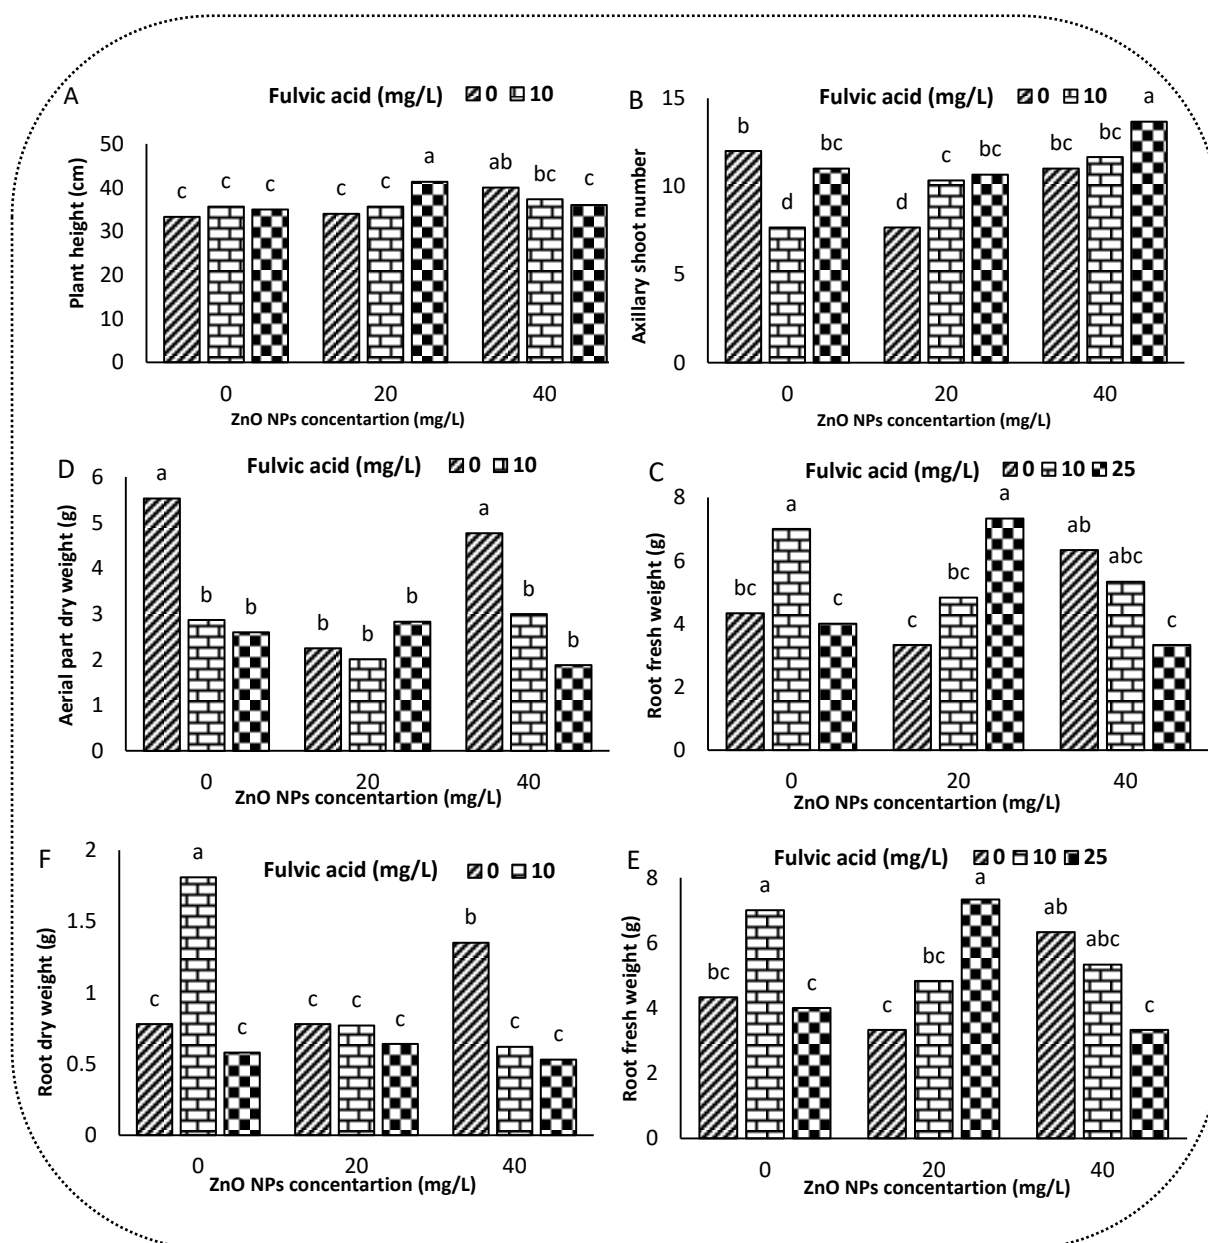 A
Fulvic acid (mg/L) 0 10
Plant height (cm)
50
40
30
20
10
0
c c c c c a ab bc c
0 20 40
ZnO NPs concentartion (mg/L)
B
Fulvic acid (mg/L) 0 10
Axillary shoot number
15
10
5
0
b d bc d c bc bc bc a
0 20 40
ZnO NPs concentartion (mg/L)
D
Fulvic acid (mg/L) 0 10
Aerial part dry weight (g)
6
5
4
3
2
1
0
a b b b b b a b b
0 20 40
ZnO NPs concentartion (mg/L)
C
Fulvic acid (mg/L) 0 10 25
Root fresh weight (g)
8
6
4
2
0
bc a c c bc a ab abc c
0 20 40
ZnO NPs concentartion (mg/L)
F
Fulvic acid (mg/L) 0 10
Root dry weight (g)
2
1.5
1
0.5
0
c a c c c c b c c
0 20 40
ZnO NPs concentartion (mg/L)
E
Fulvic acid (mg/L) 0 10 25
Root fresh weight (g)
8
6
4
2
0
bc a c c bc a ab abc c
0 20 40
ZnO NPs concentartion (mg/L)